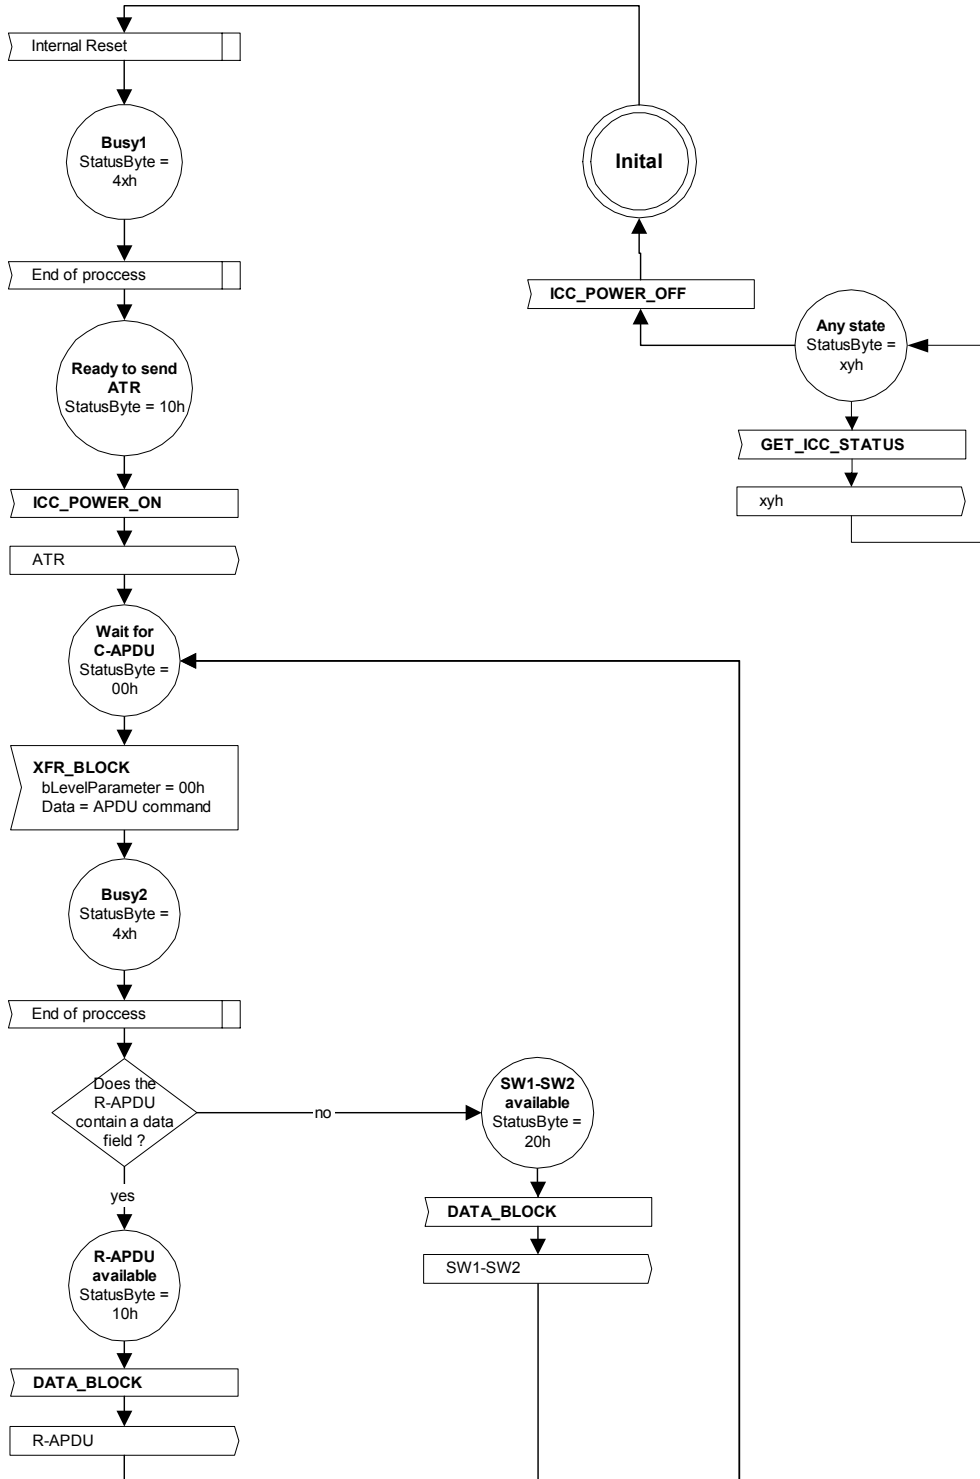 Internal Reset
Busy1
StatusByte =
4xh
Inital
End of proccess
ICC_POWER_OFF
Any state
StatusByte =
xyh
Ready to send
ATR
StatusByte = 10h
GET_ICC_STATUS
xyh
ICC_POWER_ON
ATR
Wait for
C-APDU
StatusByte =
00h
XFR_BLOCK
bLevelParameter = 00h
Data = APDU command
Busy2
StatusByte =
4xh
End of proccess
Does the
R-APDU
contain a data
field ?
no
SW1-SW2
available
StatusByte =
20h
yes
DATA_BLOCK
SW1-SW2
R-APDU
available
StatusByte =
10h
DATA_BLOCK
R-APDU